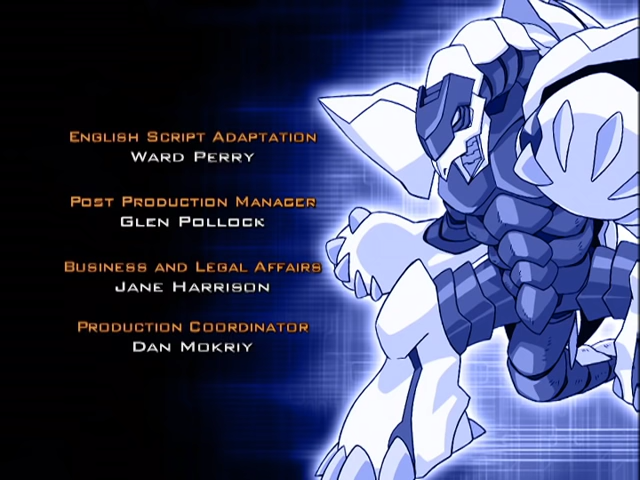 English Script Adaptation
Ward Perry
Post Production Manager
Glen Pollock
Business and Legal Affairs
Jane Harrison
Production Coordinator
Dan Mokriy